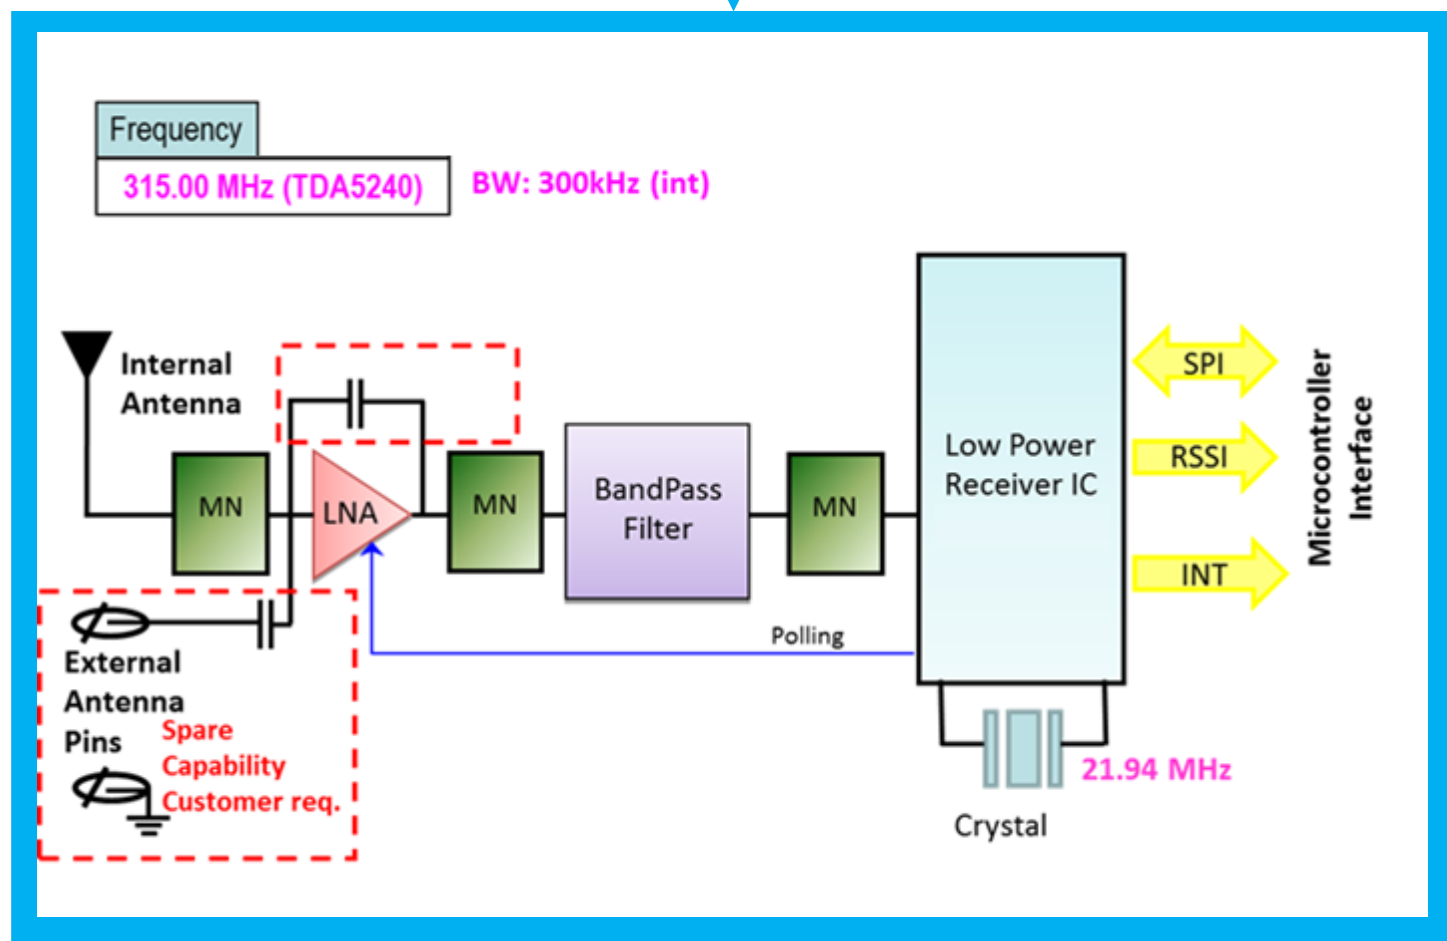 Frequency
315.00 MHz (TDA5240)
BW: 300kHz (int)
Internal
Antenna
MN
LNA
MN
BandPass
Filter
MN
Low Power
Receiver IC
SPI
RSSI
INT
Microcontroller
Interface
Polling
External
Antenna
Pins
Spare
Capability
Customer req.
21.94 MHz
Crystal